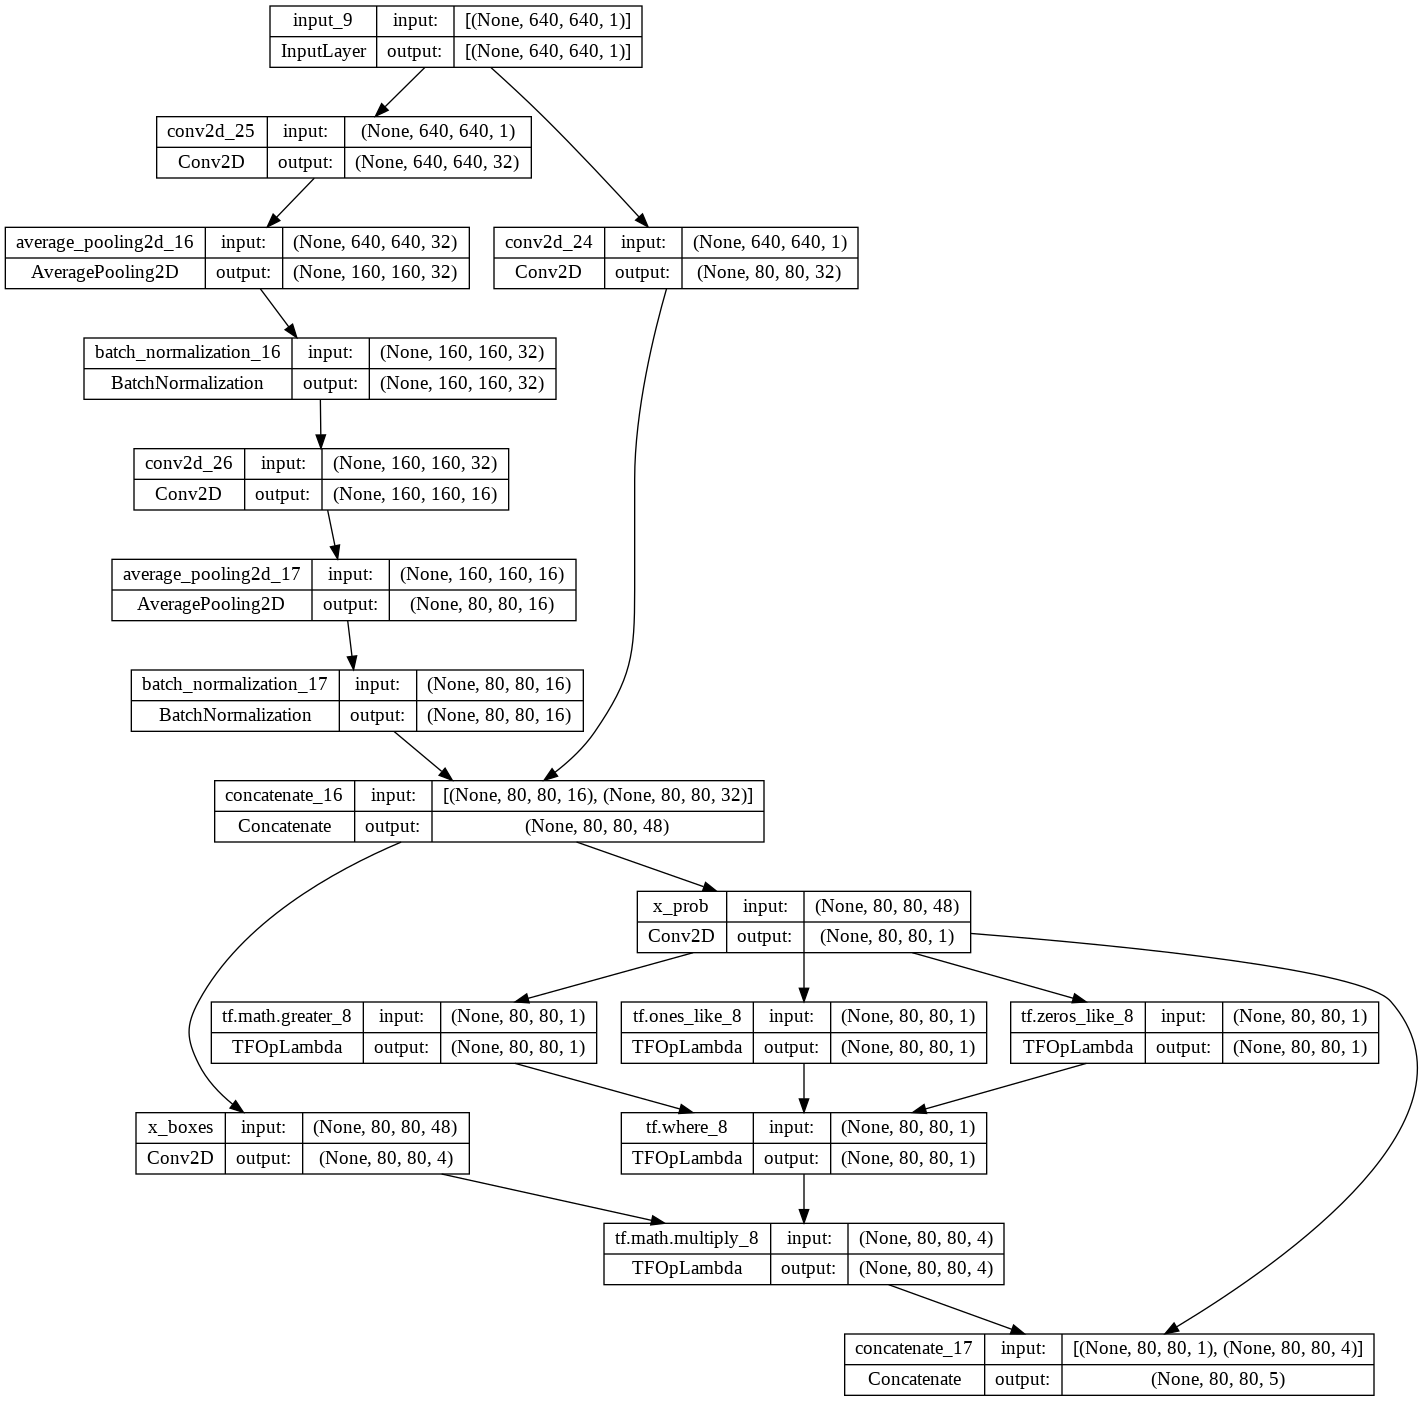 input_9 input: [(None, 640, 640, 1)]
InputLayer output: [(None, 640, 640, 1)]
conv2d_25 input: (None, 640, 640, 1)
Conv2D output: (None, 640, 640, 32)
average_pooling2d_16 input: (None, 640, 640, 32)
AveragePooling2D output: (None, 160, 160, 32)
conv2d_24 input: (None, 640, 640, 1)
Conv2D output: (None, 80, 80, 32)
batch_normalization_16 input: (None, 160, 160, 32)
BatchNormalization output: (None, 160, 160, 32)
conv2d_26 input: (None, 160, 160, 32)
Conv2D output: (None, 160, 160, 16)
average_pooling2d_17 input: (None, 160, 160, 16)
AveragePooling2D output: (None, 80, 80, 16)
batch_normalization_17 input: (None, 80, 80, 16)
BatchNormalization output: (None, 80, 80, 16)
concatenate_16 input: [(None, 80, 80, 16), (None, 80, 80, 32)]
Concatenate output: (None, 80, 80, 48)
x_prob input: (None, 80, 80, 48)
Conv2D output: (None, 80, 80, 1)
tf.math.greater_8 input: (None, 80, 80, 1)
TFOpLambda output: (None, 80, 80, 1)
tf.ones_like_8 input: (None, 80, 80, 1)
TFOpLambda output: (None, 80, 80, 1)
tf.zeros_like_8 input: (None, 80, 80, 1)
TFOpLambda output: (None, 80, 80, 1)
x_boxes input: (None, 80, 80, 48)
Conv2D output: (None, 80, 80, 4)
tf.where_8 input: (None, 80, 80, 1)
TFOpLambda output: (None, 80, 80, 1)
tf.math.multiply_8 input: (None, 80, 80, 4)
TFOpLambda output: (None, 80, 80, 4)
concatenate_17 input: [(None, 80, 80, 1), (None, 80, 80, 4)]
Concatenate output: (None, 80, 80, 5)